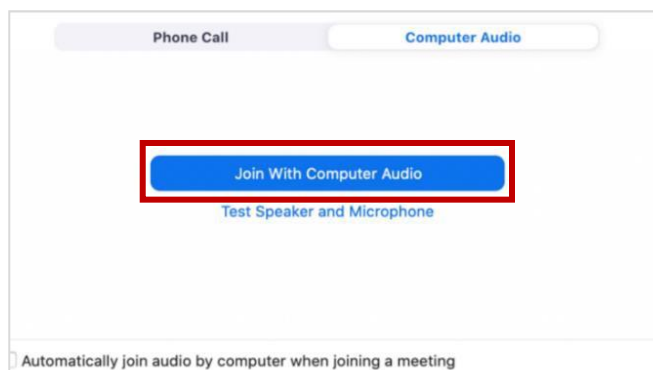 Phone Call Computer Audio
Join With Computer Audio
Test Speaker and Microphone
Automatically join audio by computer when joining a meeting